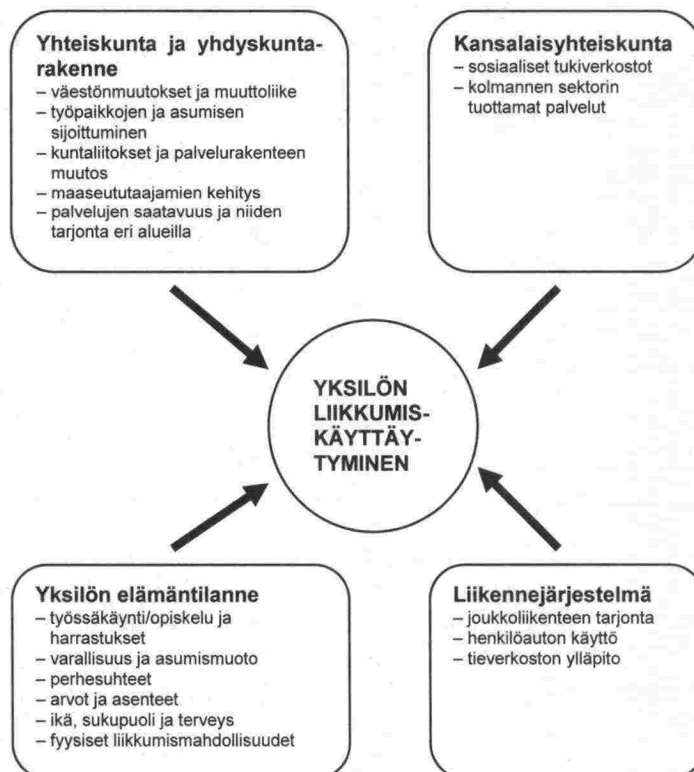 Yhteiskunta ja yhdyskunta-
rakenne
– väestönmuutokset ja muuttoliike
– työpaikkojen ja asumisen
sijoittuminen
– kuntaliitokset ja palvelurakenteen
muutos
– maaseututaajamien kehitys
– palvelujen saatavuus ja niiden
tarjonta eri alueilla
Kansalaisyhteiskunta
– sosiaaliset tukiverkostot
– kolmannen sektorin
tuottamat palvelut
YKSILÖN
LIIKKUMIS-
KÄYTTÄY-
TYMINEN
Yksilön elämäntilanne
– työssäkäynti/opiskelu ja
harrastukset
– varallisuus ja asumismuoto
– perhesuhteet
– arvot ja asenteet
– ikä, sukupuoli ja terveys
– fyysiset liikkumismahdollisuudet
Liikennejärjestelmä
– joukkoliikenteen tarjonta
– henkilöauton käyttö
– tieverkoston ylläpito